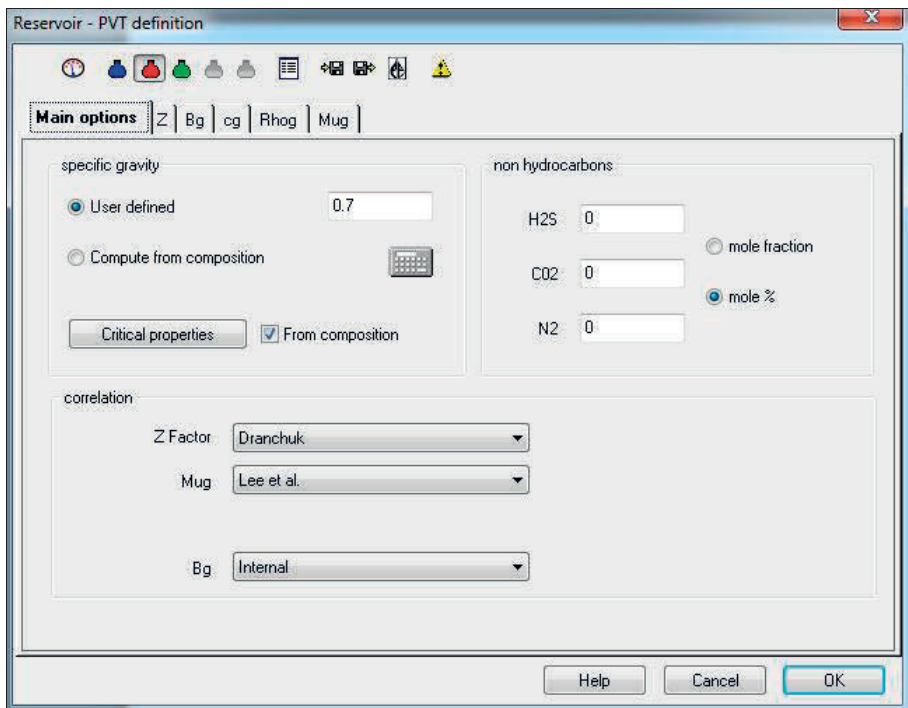 Reservoir - PVT definition
Main options Z Bg cg Rhog Mug
specific gravity
User defined 0.7
Compute from composition
Critical properties From composition
non hydrocarbons
H2S 0
CO2 0
N2 0
mole fraction
mole %
correlation
Z Factor Dranchuk
Mug Lee et al.
Bg Internal
Help Cancel OK